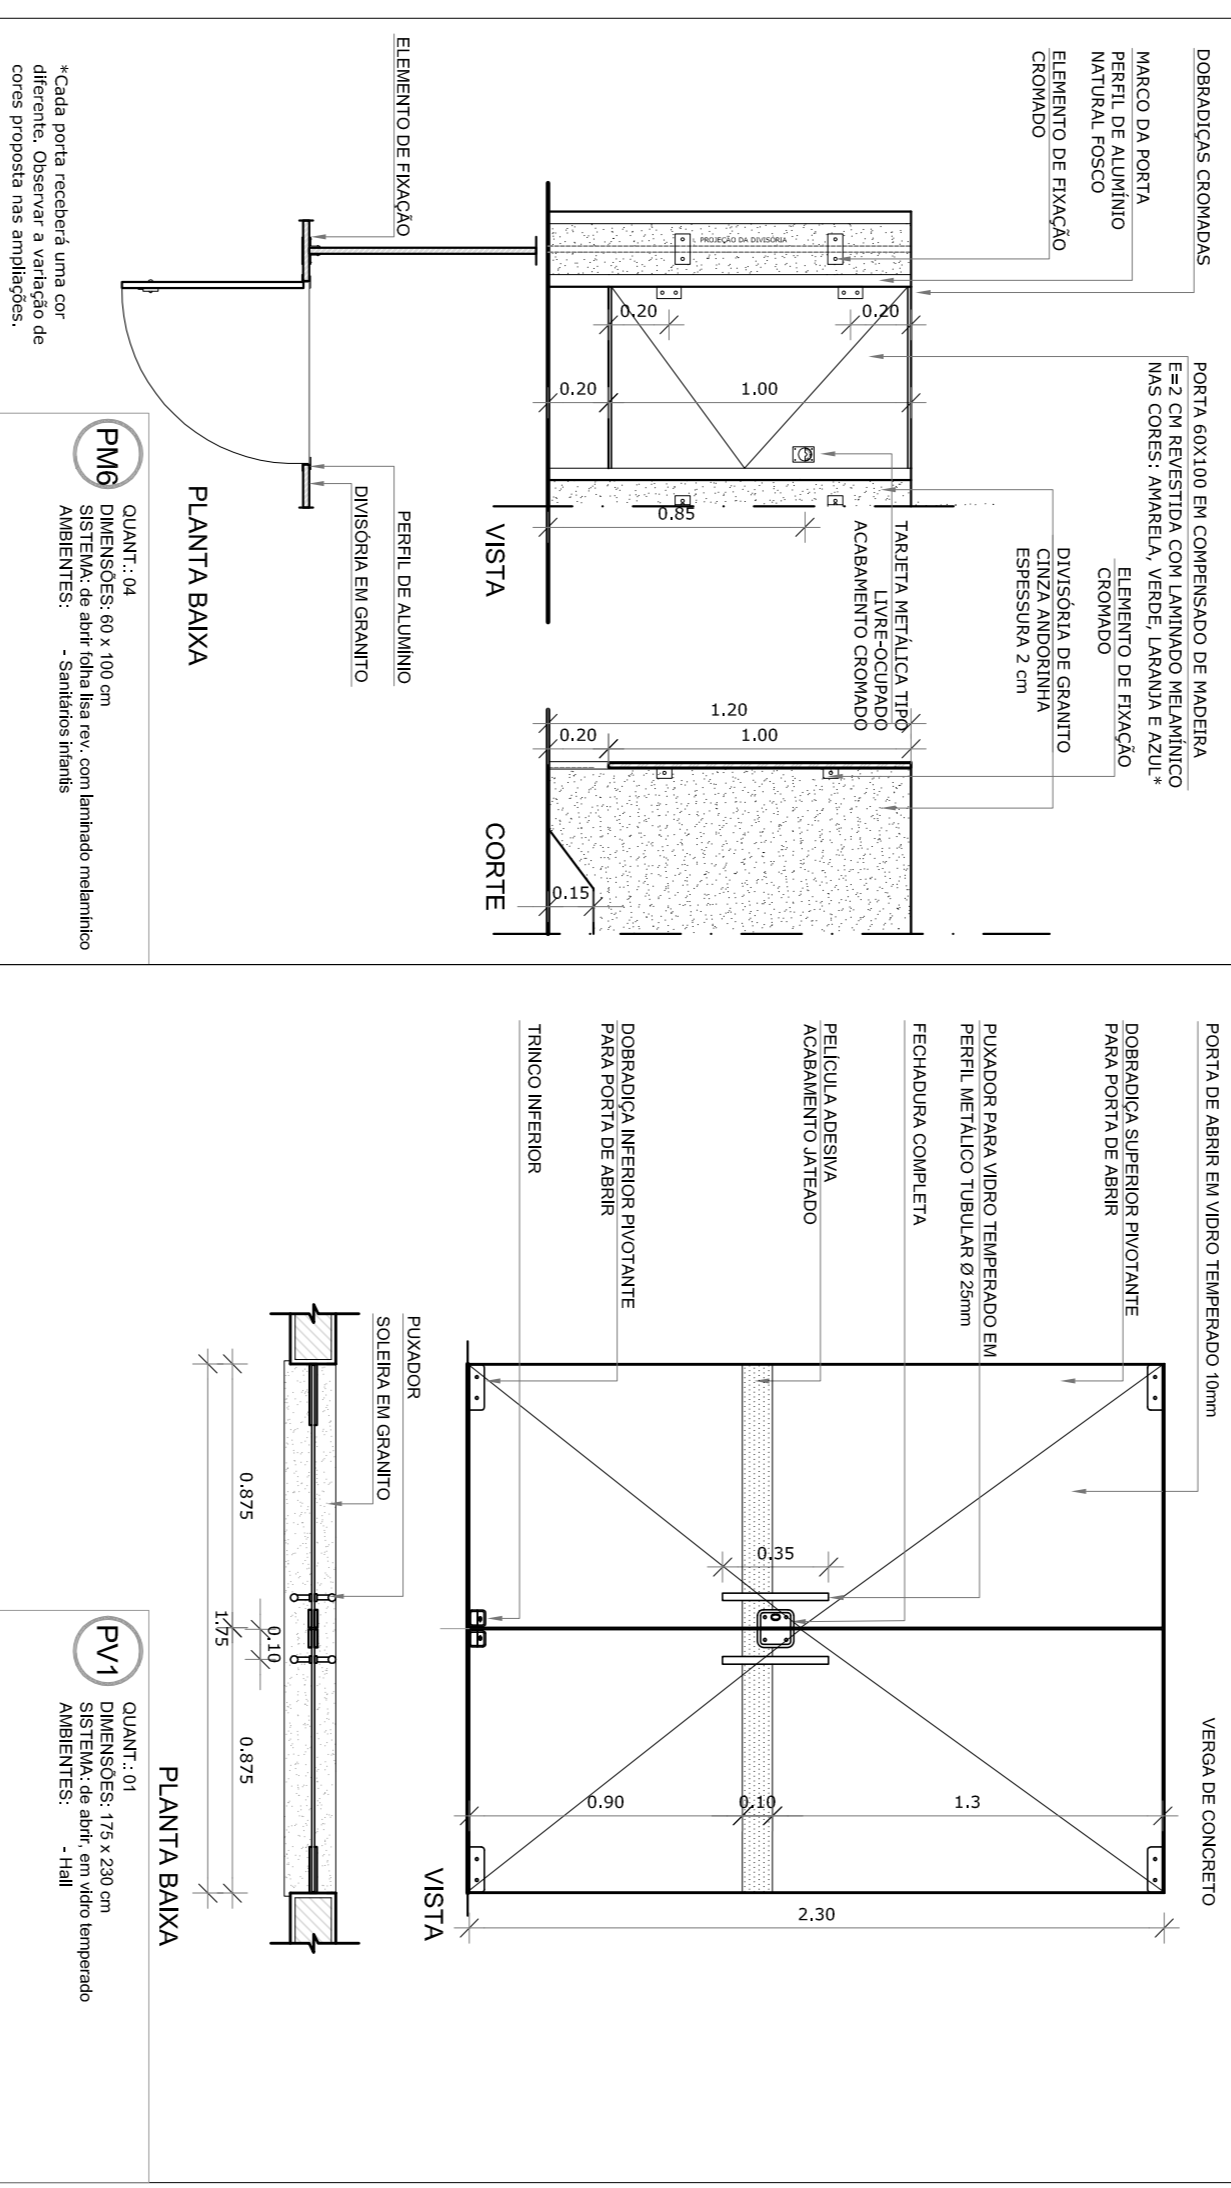 DOBRADIÇAS CROMADAS
MARCO DA PORTA
PERFIL DE ALUMÍNIO
NATURAL FOSCO
ELEMENTO DE FIXAÇÃO
CROMADO
PORTA 60X100 EM COMPENSADO DE MADEIRA
E=2 CM REVESTIDA COM LAMINADO MELAMÍNICO
NAS CORES: AMARELA, VERDE, LARANJA E AZUL*
ELEMENTO DE FIXAÇÃO
CROMADO
DIVISÓRIA DE GRANITO
CINZA ANDORINHA
ESPESSURA 2 cm
TARJETA METÁLICA TIPO
LIVRE-OCUPADO
ACABAMENTO CROMADO
PROJEÇÃO DA DIVISÓRIA
0.20
0.20
0.20
1.00
0.85
VISTA
1.20
0.20
1.00
0.15
CORTE
ELEMENTO DE FIXAÇÃO
PERFIL DE ALUMÍNIO
DIVISÓRIA EM GRANITO
PLANTA BAIXA
*Cada porta receberá uma cor
diferente. Observar a variação de
cores proposta nas ampliações.
PM6
QUANT.: 04
DIMENSÕES: 60 x 100 cm
SISTEMA: de abrir folha lisa rev. com laminado melamínico
AMBIENTES: - Sanitários infantis
PORTA DE ABRIR EM VIDRO TEMPERADO 10mm
VERGA DE CONCRETO
DOBRADIÇA SUPERIOR PIVOTANTE
PARA PORTA DE ABRIR
PUXADOR PARA VIDRO TEMPERADO EM
PERFIL METÁLICO TUBULAR Ø 25mm
FECHADURA COMPLETA
PELÍCULA ADESIVA
ACABAMENTO JATEADO
DOBRADIÇA INFERIOR PIVOTANTE
PARA PORTA DE ABRIR
TRINCO INFERIOR
0.35
0.90
0.10
1.3
2.30
VISTA
PUXADOR
SOLEIRA EM GRANITO
0.875
0.10
0.875
1.75
PLANTA BAIXA
PV1
QUANT.: 01
DIMENSÕES: 175 x 230 cm
SISTEMA: de abrir, em vidro temperado
AMBIENTES: - Hall